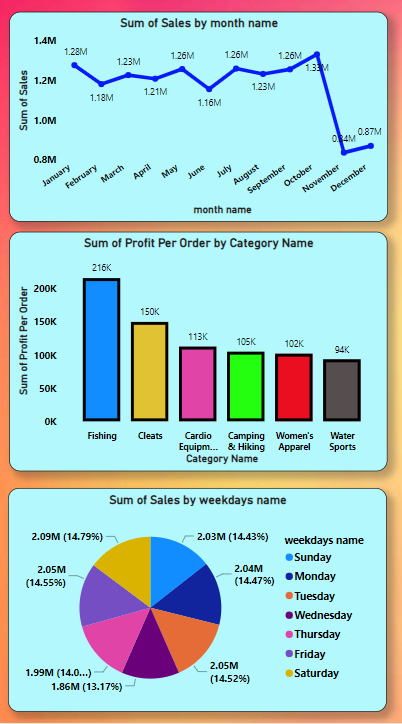 Sum of Sales by month name
Sum of Sales
1.4M
1.2M
1.0M
0.8M
1.28M
1.18M
1.23M
1.21M
1.26M
1.16M
1.26M
1.23M
1.26M
1.33M
0.84M
0.87M
January
February
March
April
May
June
July
August
September
October
November
December
month name
Sum of Profit Per Order by Category Name
Sum of Profit Per Order
200K
150K
100K
50K
0K
216K
150K
113K
105K
102K
94K
Fishing
Cleats
Cardio
Equipm...
Camping
& Hiking
Women's
Apparel
Water
Sports
Category Name
Sum of Sales by weekdays name
2.03M (14.43%)
2.04M
(14.47%)
2.05M
(14.52%)
1.86M (13.17%)
1.99M (14.0...)
2.05M
(14.55%)
2.09M (14.79%)
weekdays name
Sunday
Monday
Tuesday
Wednesday
Thursday
Friday
Saturday